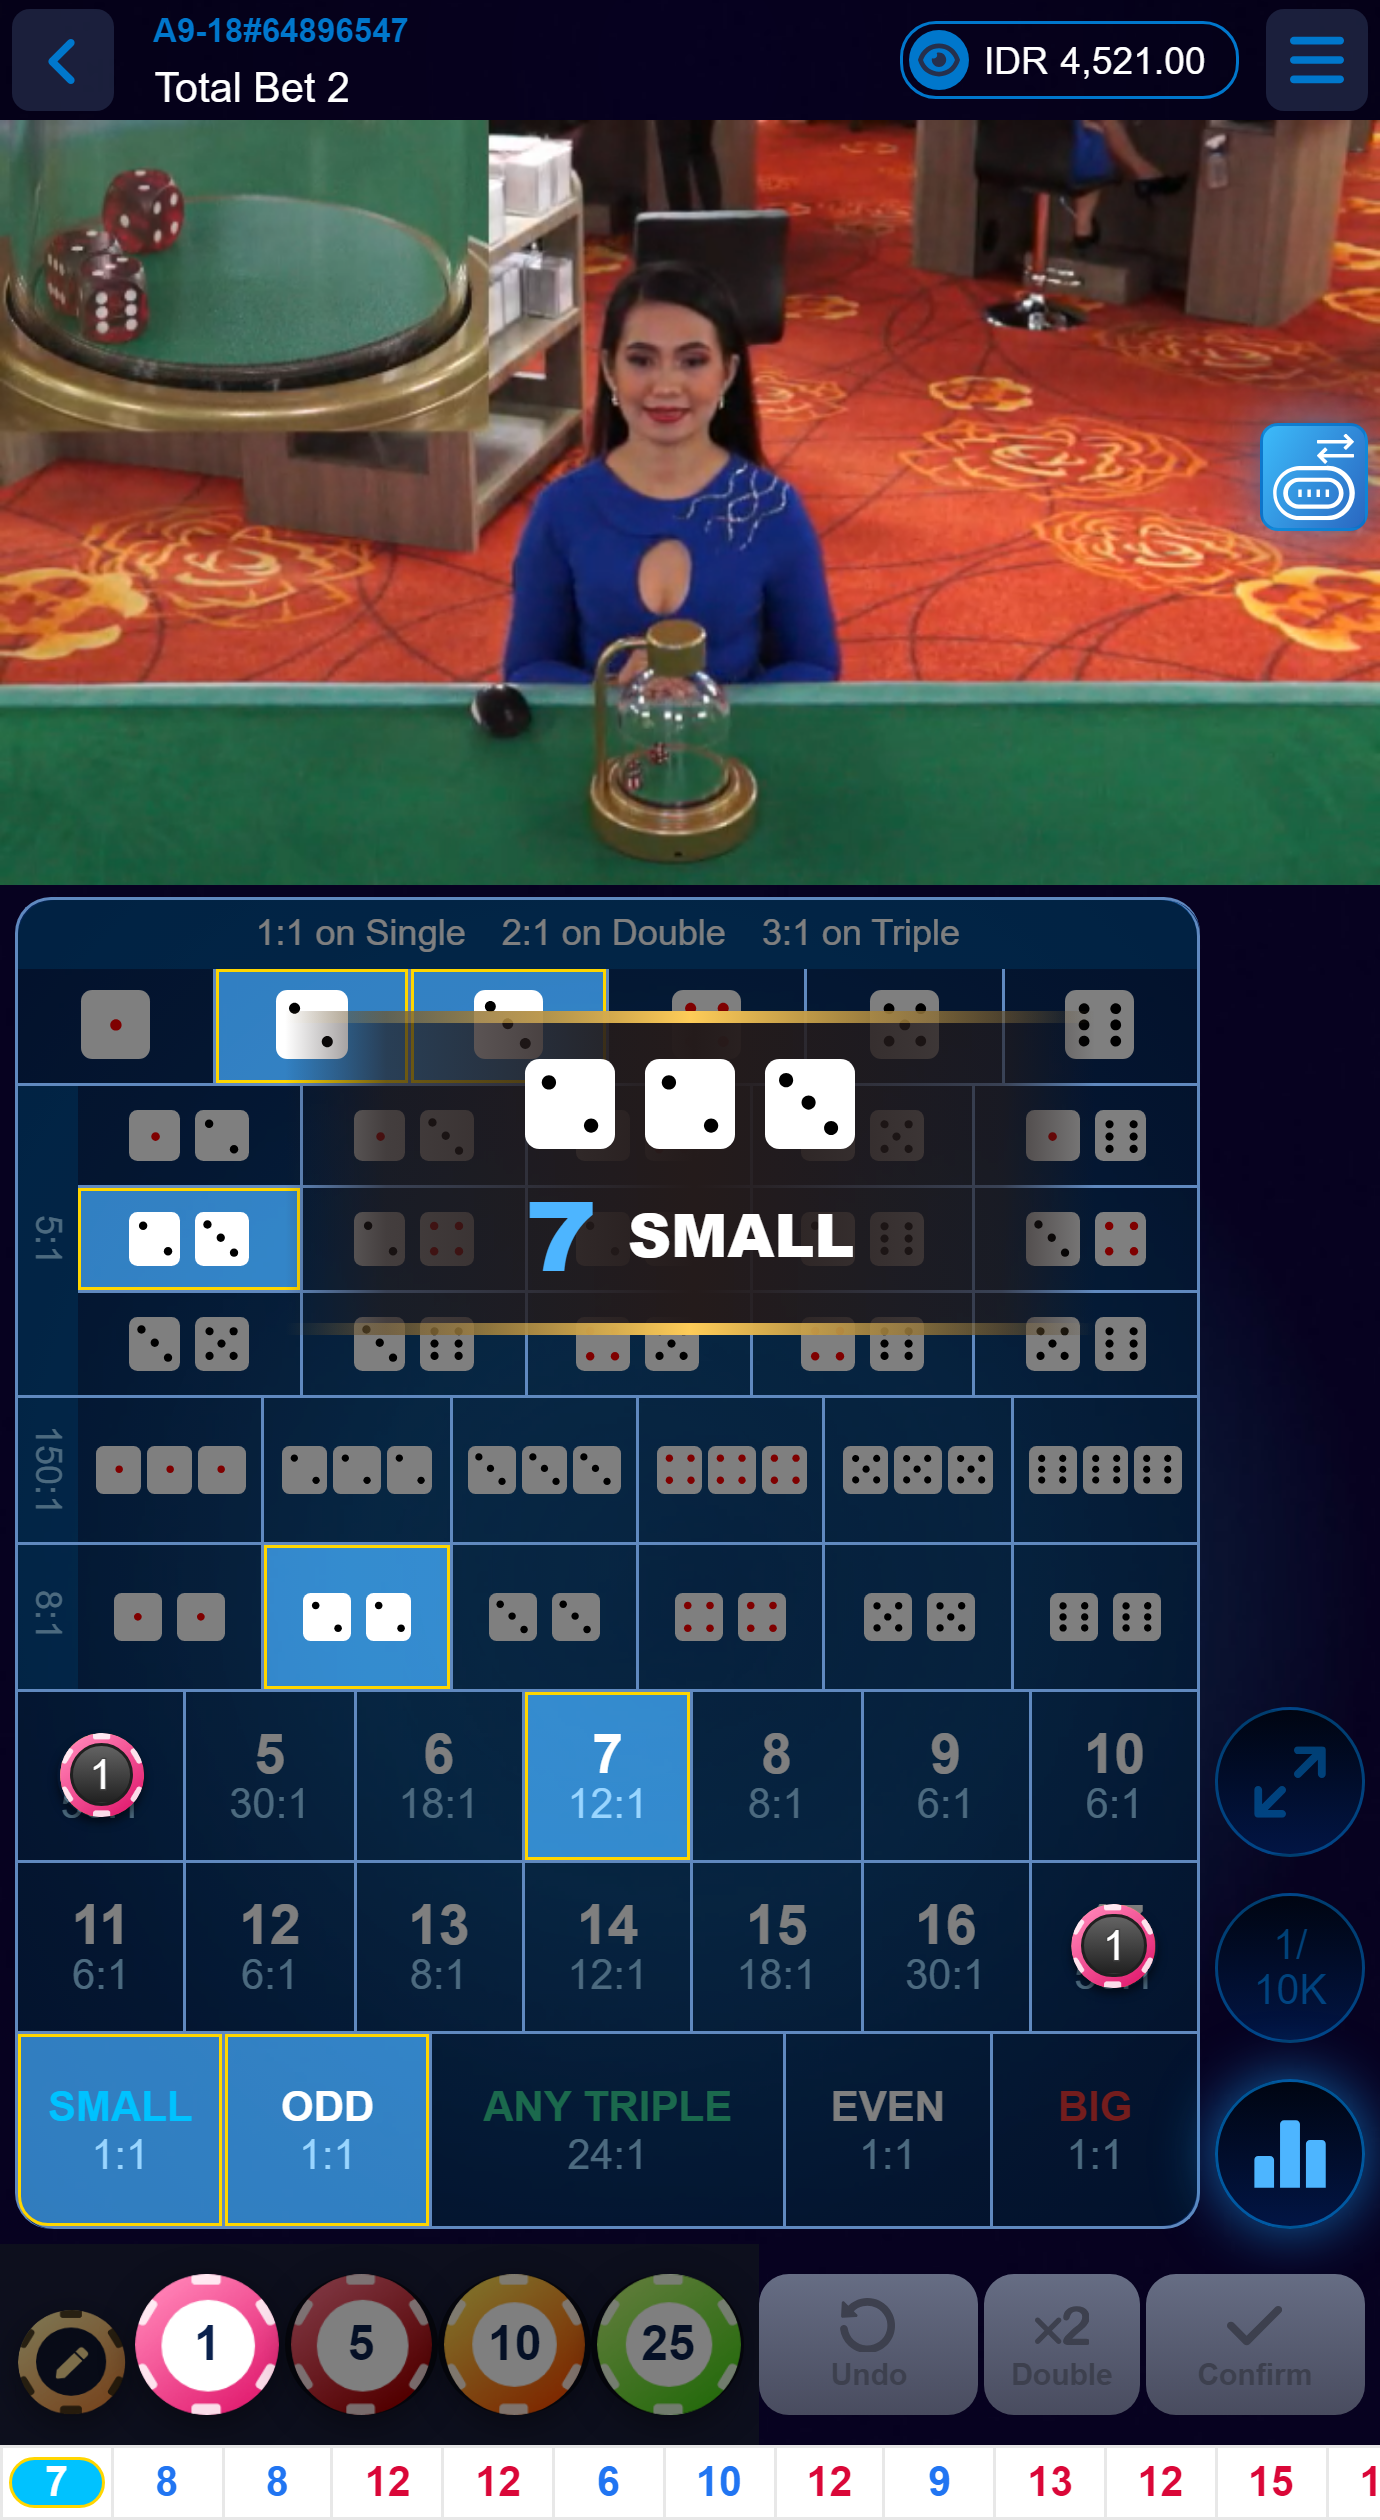 A9-18#64896547
Total Bet 2
IDR 4,521.00
1:1 on Single 2:1 on Double 3:1 on Triple
7 SMALL
5:1
150:1
8:1
1
5 6 7 8 9 10
30:1 18:1 12:1 8:1 6:1 6:1
11 12 13 14 15 16
1
6:1 6:1 8:1 12:1 18:1 30:1
1/
10K
SMALL ODD ANY TRIPLE EVEN BIG
1:1 1:1 24:1 1:1 1:1
1 5 10 25
x2
Undo Double Confirm
7 8 8 12 12 6 10 12 9 13 12 15